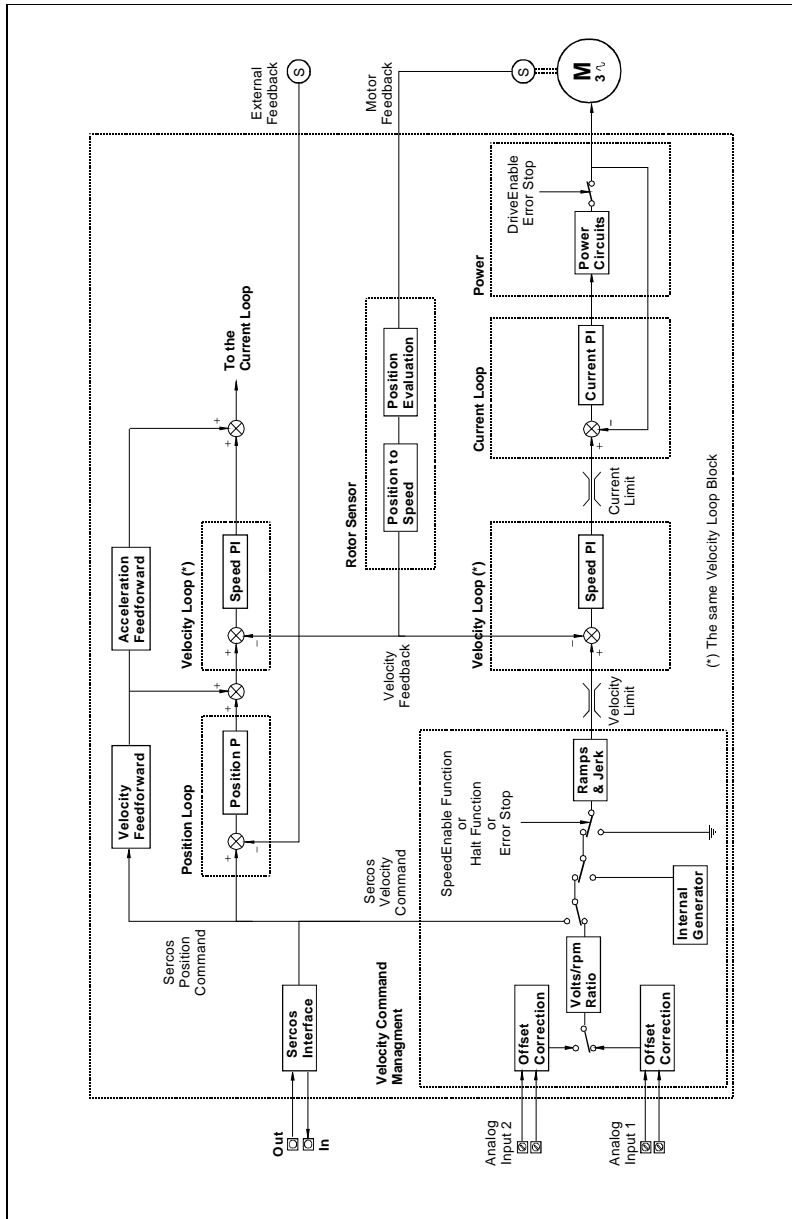 Out
In
Sercos
Interface
Sercos
Position
Command
Velocity
Feedforward
Acceleration
Feedforward
Position Loop
Position P
+
-
+
+
Velocity Loop (*)
Speed PI
+
-
+
+
To the
Current Loop
External
Feedback
S
Sercos
Velocity
Command
Velocity
Feedback
Rotor Sensor
Position to
Speed
Position
Evaluation
Motor
Feedback
S
M
3
Velocity Command
Managment
Analog
Input 2
Offset
Correction
Analog
Input 1
Offset
Correction
Volts/rpm
Ratio
Internal
Generator
SpeedEnable Function
or
Halt Function
or
Error Stop
Ramps
& Jerk
Velocity
Limit
Velocity Loop (*)
Speed PI
+
-
Current
Limit
Current Loop
Current PI
+
-
Power
Power
Circuits
DriveEnable
Error Stop
(*) The same Velocity Loop Block